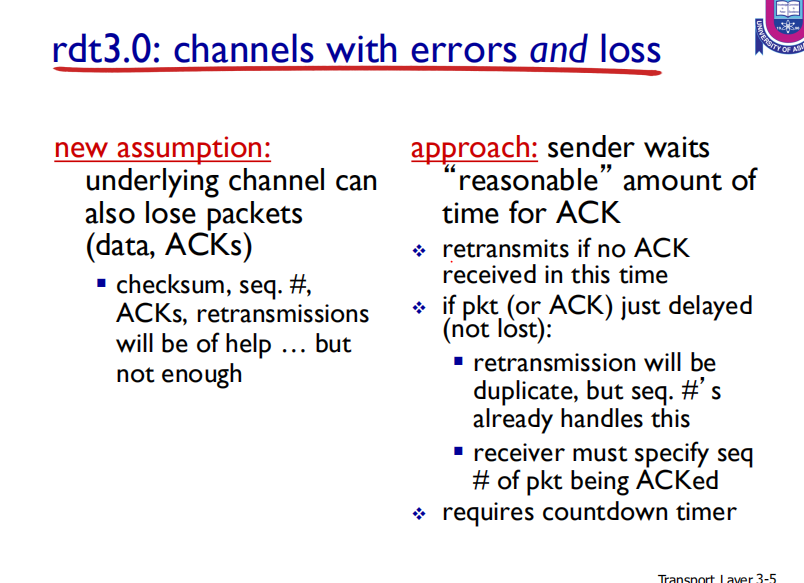 rdt3.0: channels with errors and loss
UNIVERSITY OF
new assumption:
underlying channel can
also lose packets
(data, ACKs)
checksum, seq. #,
ACKs, retransmissions
will be of help … but
not enough
approach: sender waits
“reasonable” amount of
time for ACK
retransmits if no ACK
received in this time
if pkt (or ACK) just delayed
(not lost):
retransmission will be
duplicate, but seq. #’s
already handles this
receiver must specify seq
# of pkt being ACKed
requires countdown timer
Transport Layer 3-5